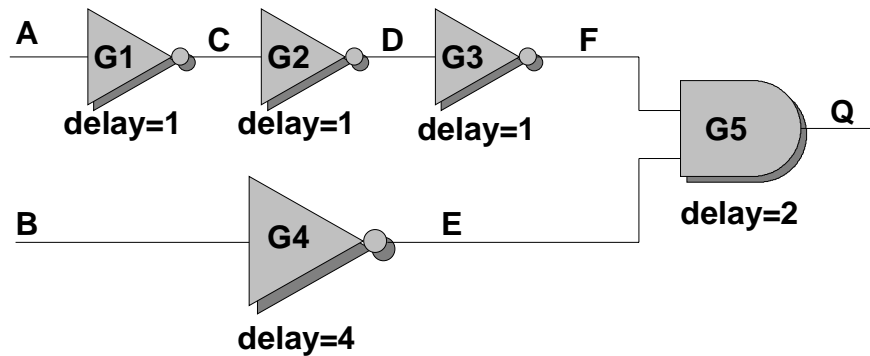 A
G1
C
G2
D
G3
F
delay=1
delay=1
delay=1
G5
Q
delay=2
B
G4
E
delay=4